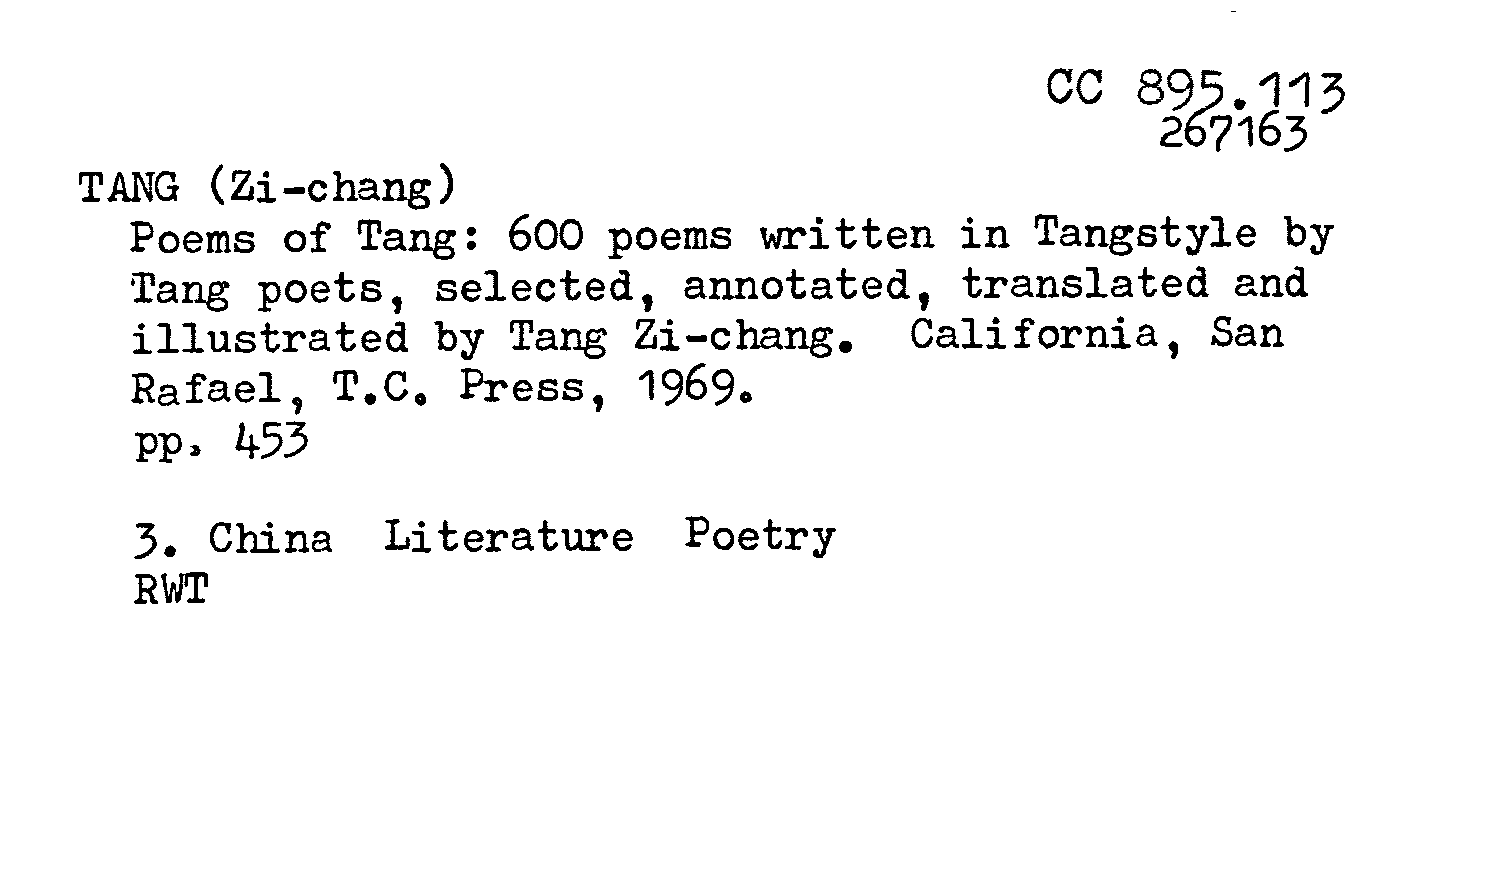 CC 895.113
267163
TANG (Zi-chang)
Poems of Tang: 600 poems written in Tangstyle by
Tang poets, selected, annotated, translated and
illustrated by Tang Zi-chang. California, San
Rafael, T.C. Press, 1969.
pp. 453
3. China Literature Poetry
RWT